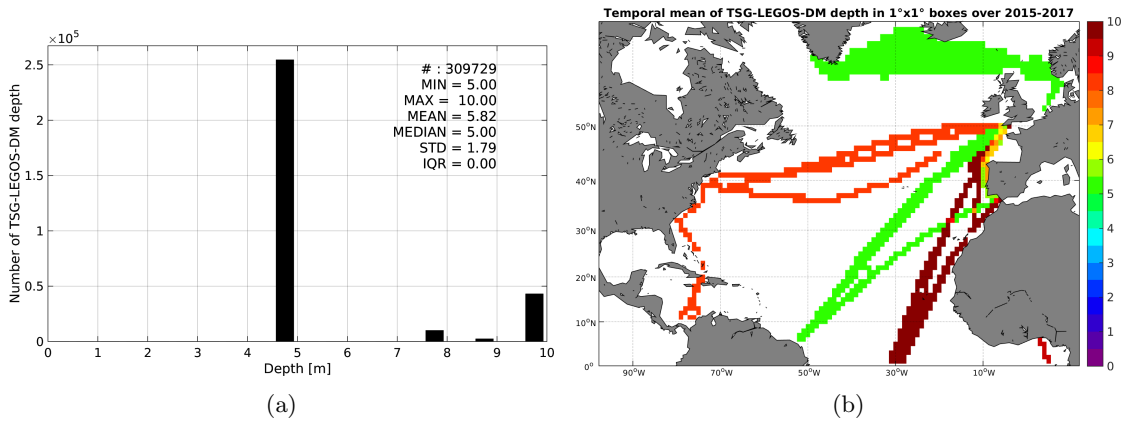 ×10⁵
2.5
2
1.5
1
0.5
0
0 1 2 3 4 5 6 7 8 9 10
Number of TSG-LEGOS-DM depth
Depth [m]
# : 309729
MIN = 5.00
MAX = 10.00
MEAN = 5.82
MEDIAN = 5.00
STD = 1.79
IQR = 0.00
(a)
Temporal mean of TSG-LEGOS-DM depth in 1°x1° boxes over 2015-2017
50°N
40°N
30°N
20°N
10°N
0°
90°W 70°W 50°W 30°W 10°W
10
9
8
7
6
5
4
3
2
1
0
(b)